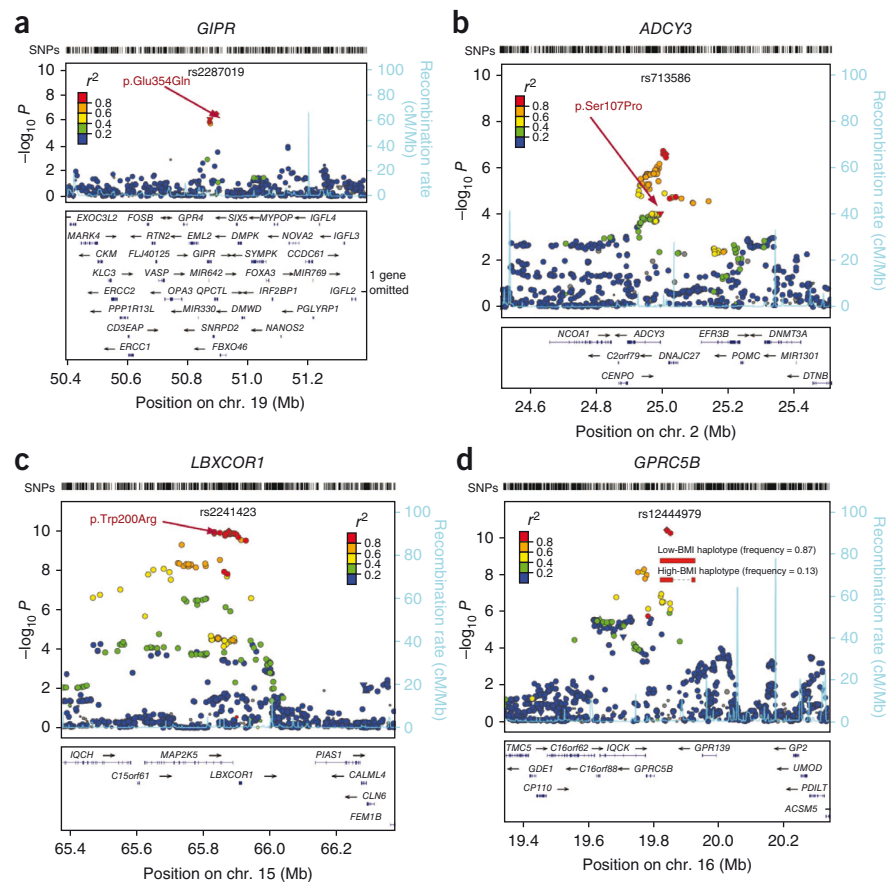 a
GIPR
SNPs
rs2287019
p.Glu354Gln
r2
0.8
0.6
0.4
0.2
10
8
6
4
2
0
–log10 P
100
80
60
40
20
0
Recombination rate (cM/Mb)
EXOC3L2 FOSB GPR4 SIX5 MYPOP IGFL4
MARK4 RTN2 EML2 DMPK NOVA2 IGFL3
CKM FLJ40125 GIPR SYMPK CCDC61
KLC3 VASP MIR642 FOXA3 MIR769
ERCC2 OPA3 QPCTL IRF2BP1 IGFL2
PPP1R13L MIR330 DMWD PGLYRP1
CD3EAP SNRPD2 NANOS2
ERCC1 FBXO46
1 gene
omitted
50.4 50.6 50.8 51.0 51.2
Position on chr. 19 (Mb)
b
ADCY3
SNPs
rs713586
p.Ser107Pro
r2
0.8
0.6
0.4
0.2
10
8
6
4
2
0
–log10 P
100
80
60
40
20
0
Recombination rate (cM/Mb)
NCOA1 ADCY3 EFR3B DNMT3A
C2orf79 DNAJC27 POMC MIR1301
CENPO DTNB
24.6 24.8 25.0 25.2 25.4
Position on chr. 2 (Mb)
c
LBXCOR1
SNPs
rs2241423
p.Trp200Arg
r2
0.8
0.6
0.4
0.2
10
8
6
4
2
0
–log10 P
100
80
60
40
20
0
Recombination rate (cM/Mb)
IQCH MAP2K5 PIAS1
C15orf61 LBXCOR1 CALML4
CLN6
FEM1B
65.4 65.6 65.8 66.0 66.2
Position on chr. 15 (Mb)
d
GPRC5B
SNPs
rs12444979
r2
0.8
0.6
0.4
0.2
Low-BMI haplotype (frequency = 0.87)
High-BMI haplotype (frequency = 0.13)
10
8
6
4
2
0
–log10 P
100
80
60
40
20
0
Recombination rate (cM/Mb)
TMC5 C16orf62 IQCK GPR139 GP2
GDE1 C16orf88 GPRC5B UMOD
CP110 PDILT
ACSM5
19.4 19.6 19.8 20.0 20.2
Position on chr. 16 (Mb)